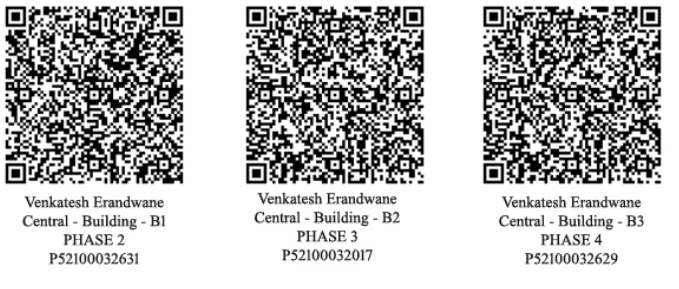 Venkatesh Erandwane
Central - Building - B1
PHASE 2
P52100032631
Venkatesh Erandwane
Central - Building - B2
PHASE 3
P52100032017
Venkatesh Erandwane
Central - Building - B3
PHASE 4
P52100032629